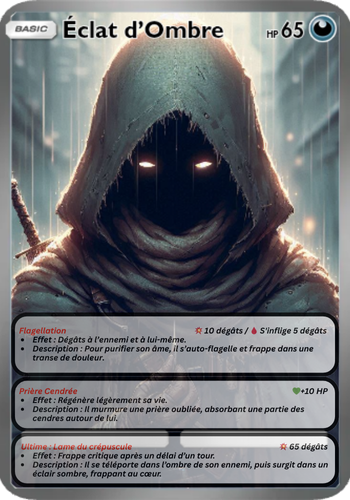 BASIC Éclat d'Ombre HP 65
Flagellation 10 dégâts / S'inflige 5 dégâts
• Effet : Dégâts à l'ennemi et à lui-même.
• Description : Pour purifier son âme, il s'auto-flagelle et frappe dans une
transe de douleur.
Prière Cendrée +10 HP
• Effet : Régénère légèrement sa vie.
• Description : Il murmure une prière oubliée, absorbant une partie des
cendres autour de lui.
Ultime : Lame du crépuscule 65 dégâts
• Effet : Frappe critique après un délai d'un tour.
• Description : Il se téléporte dans l'ombre de son ennemi, puis surgit dans un
éclair sombre, frappant au cœur.